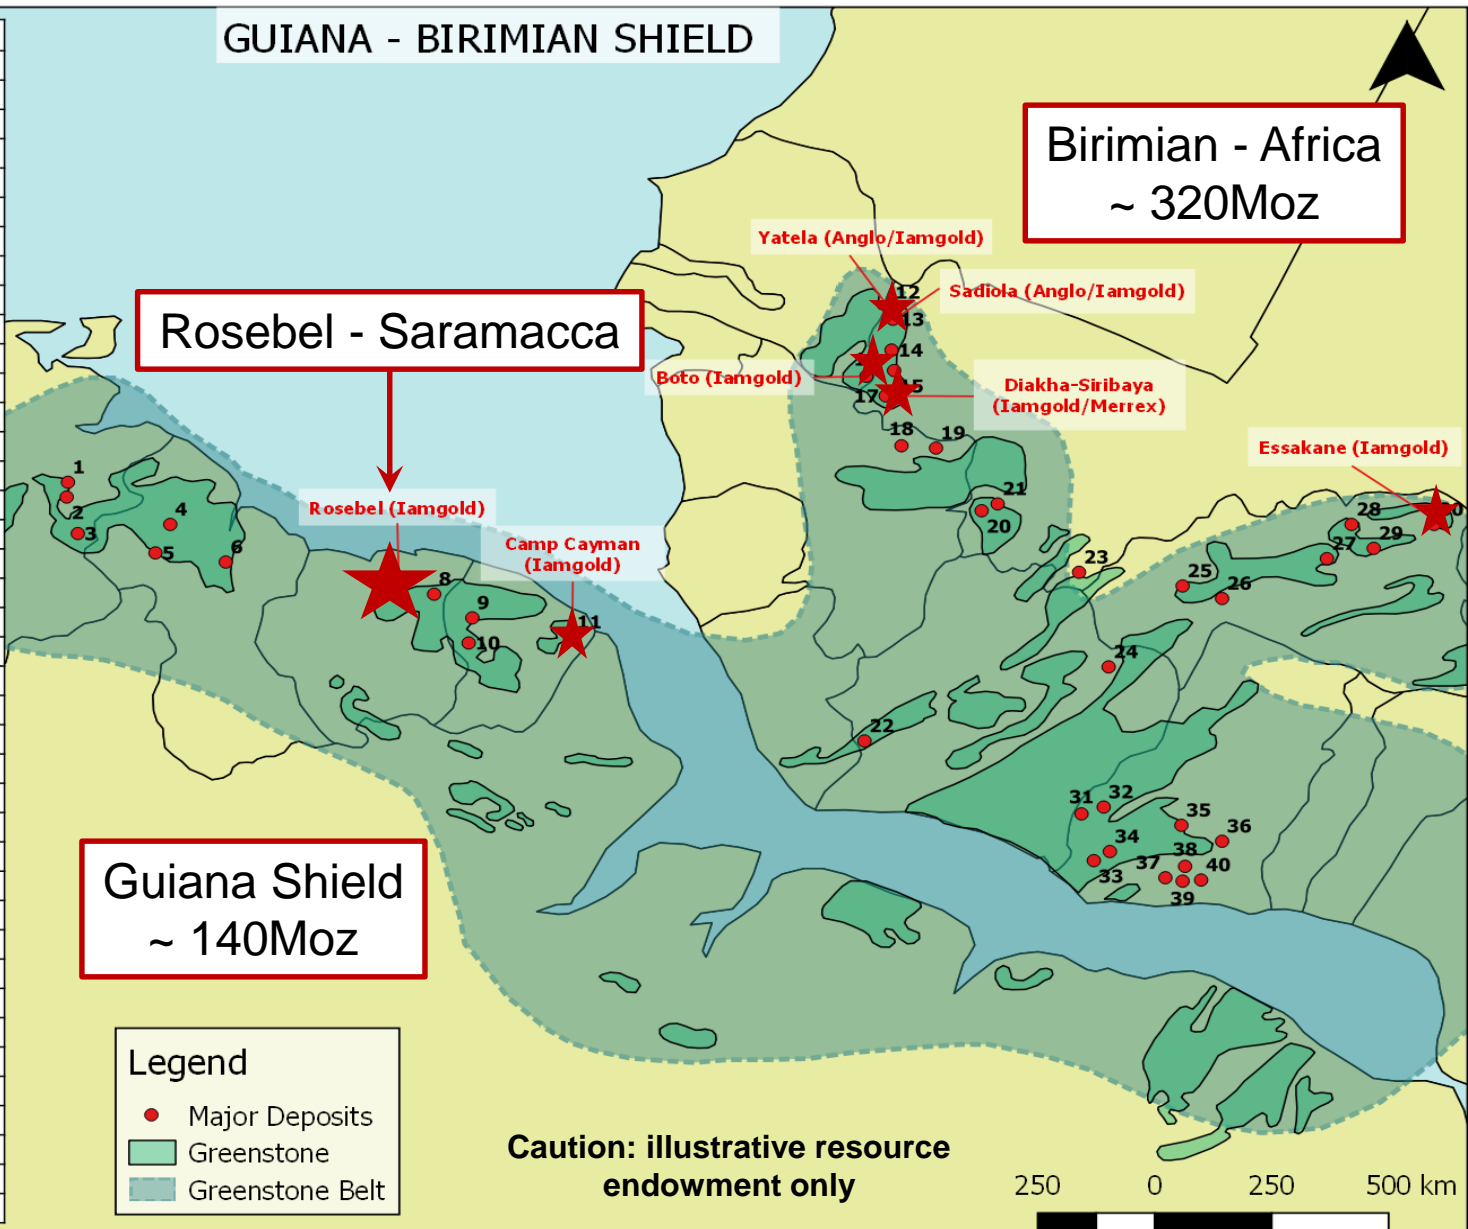 GUIANA - BIRIMIAN SHIELD
Birimian - Africa
~ 320Moz
Yatela (Anglo/Iamgold)
Sadiola (Anglo/Iamgold)
12
13
Rosebel - Saramacca
14
Boto (Iamgold)
15
Diakha-Siribaya
(Iamgold/Merrex)
17
18
19
Essakane (Iamgold)
1
2
3
4
5
6
Rosebel (Iamgold)
Camp Cayman
(Iamgold)
21
20
28
27
29
23
25
26
8
9
10
11
24
22
31
32
35
36
34
33
37
38
40
39
Guiana Shield
~ 140Moz
Legend
Major Deposits
Greenstone
Greenstone Belt
Caution: illustrative resource
endowment only
250 0 250 500 km